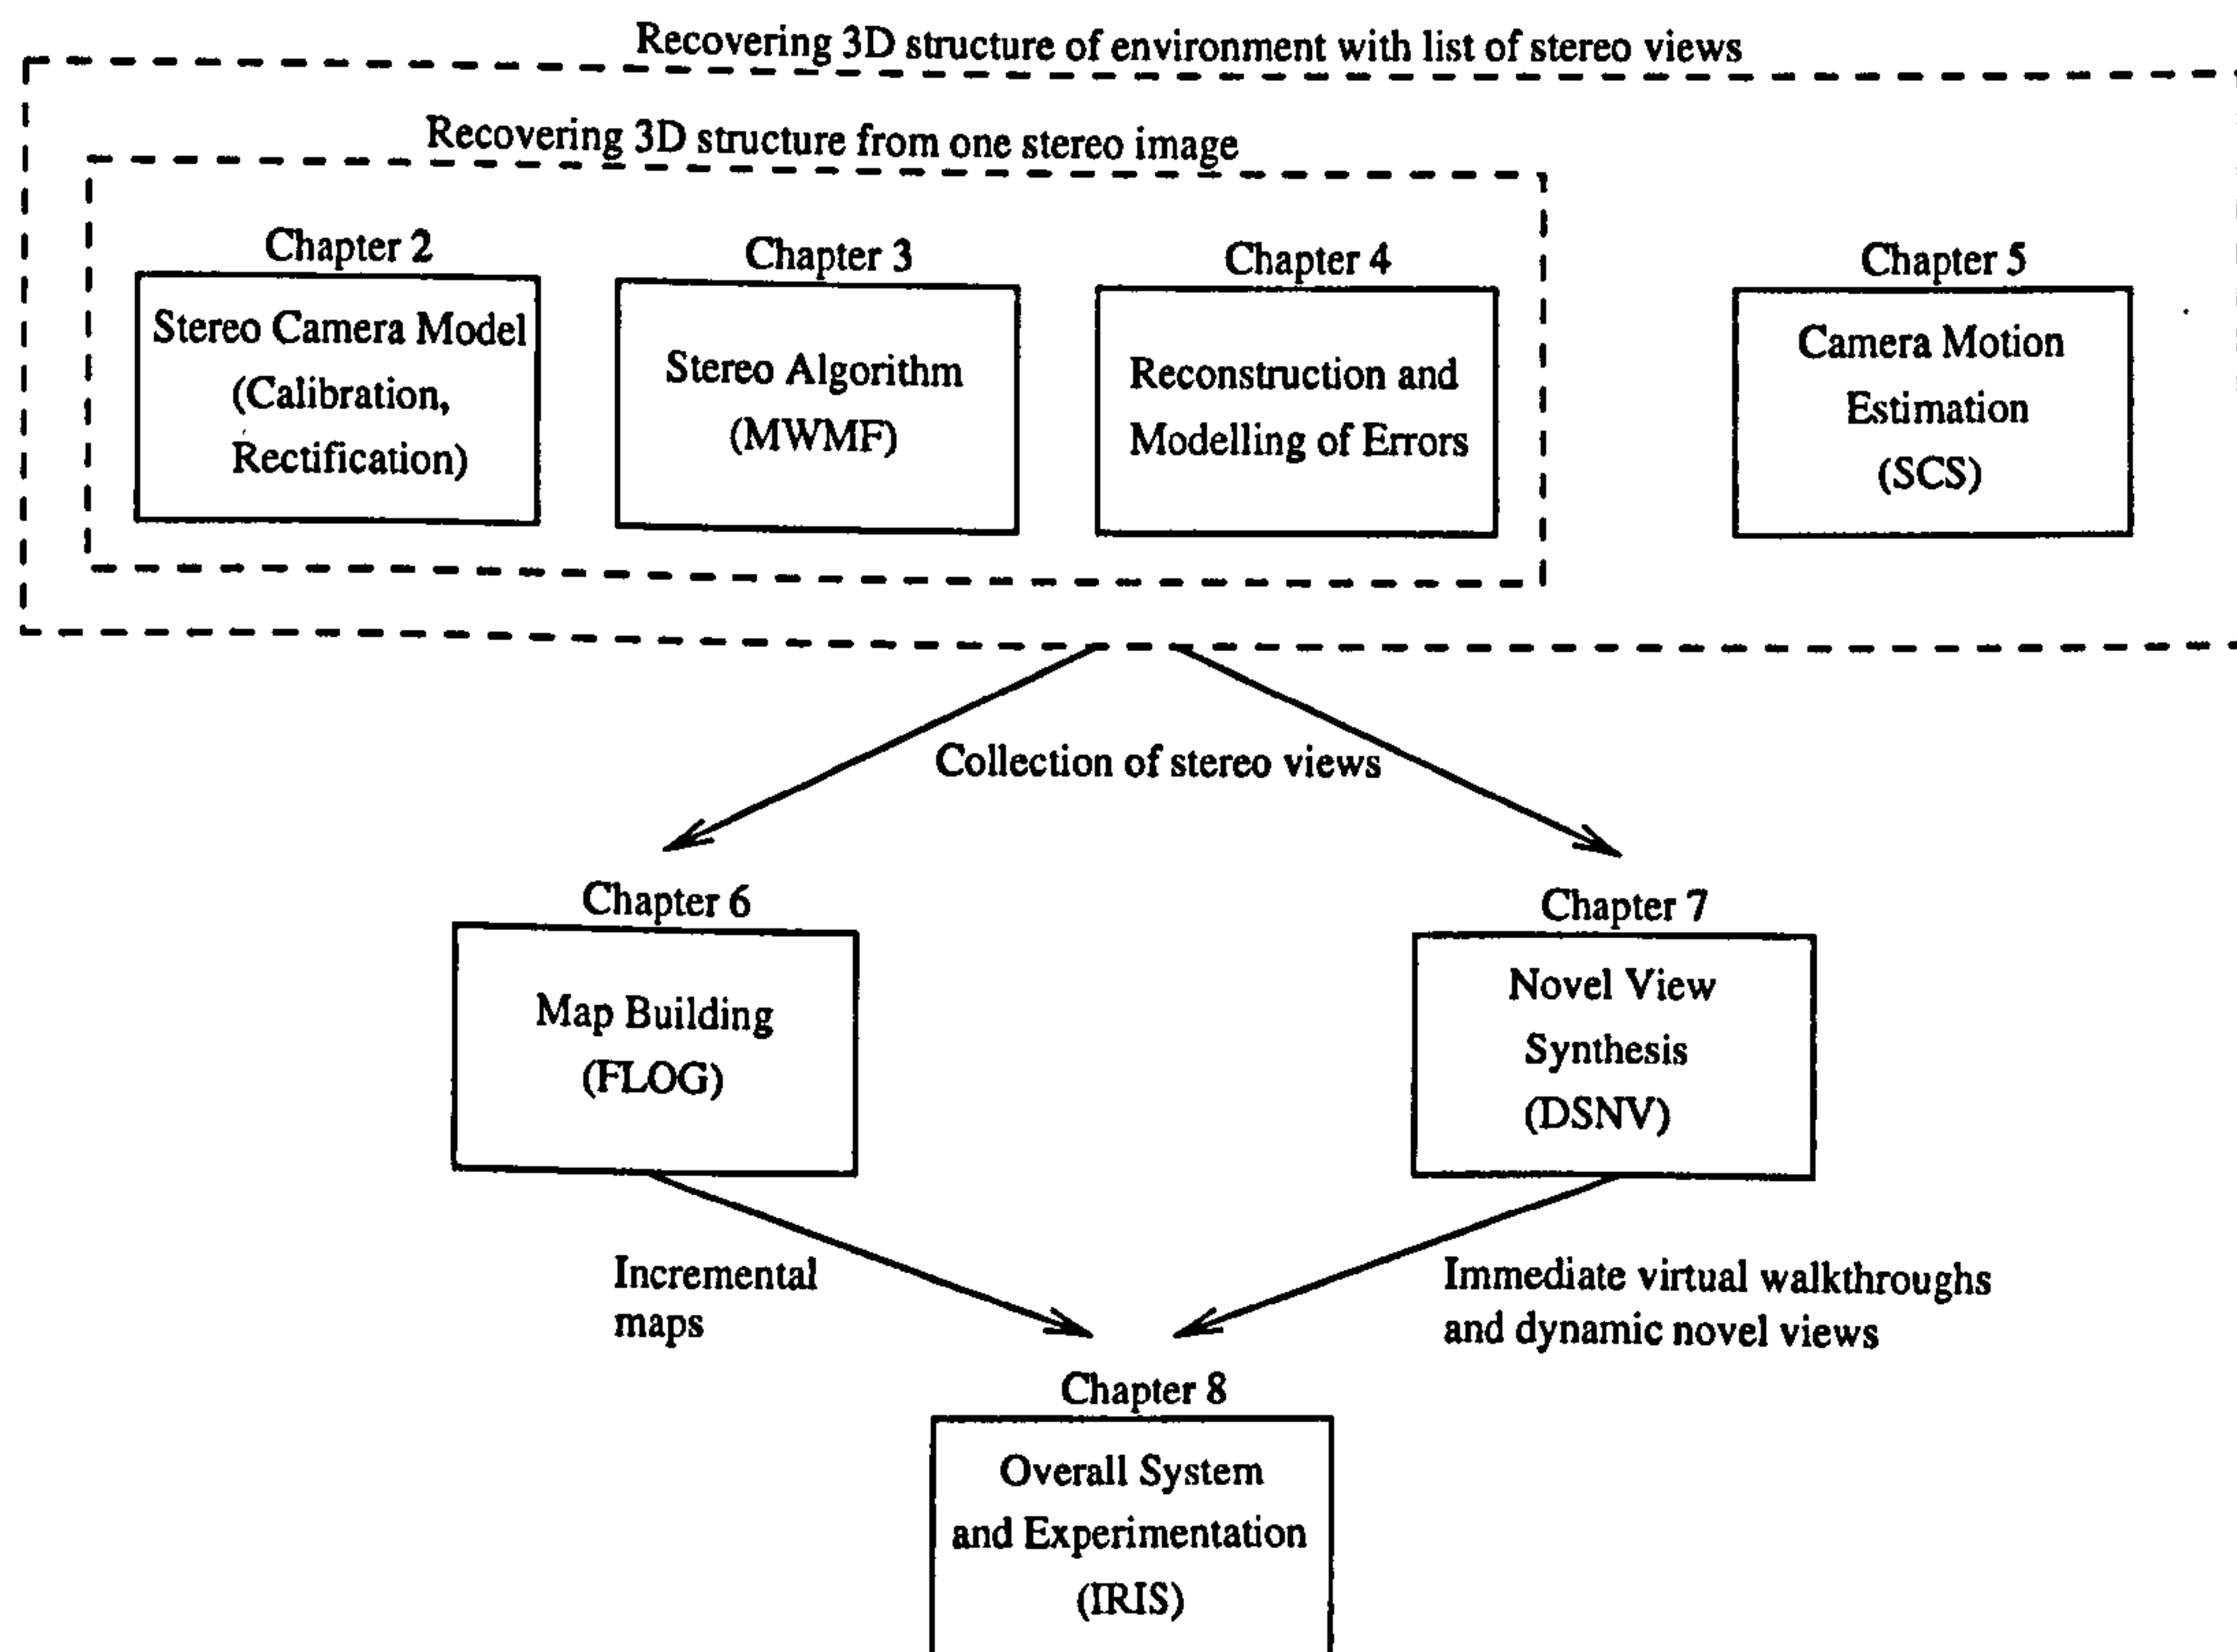 Recovering 3D structure of environment with list of stereo views
Recovering 3D structure from one stereo image
Chapter 2
Stereo Camera Model
(Calibration,
Rectification)
Chapter 3
Stereo Algorithm
(MWMF)
Chapter 4
Reconstruction and
Modelling of Errors
Chapter 5
Camera Motion
Estimation
(SCS)
Collection of stereo views
Chapter 6
Map Building
(FLOG)
Chapter 7
Novel View
Synthesis
(DSNV)
Incremental
maps
Immediate virtual walkthroughs
and dynamic novel views
Chapter 8
Overall System
and Experimentation
(IRIS)